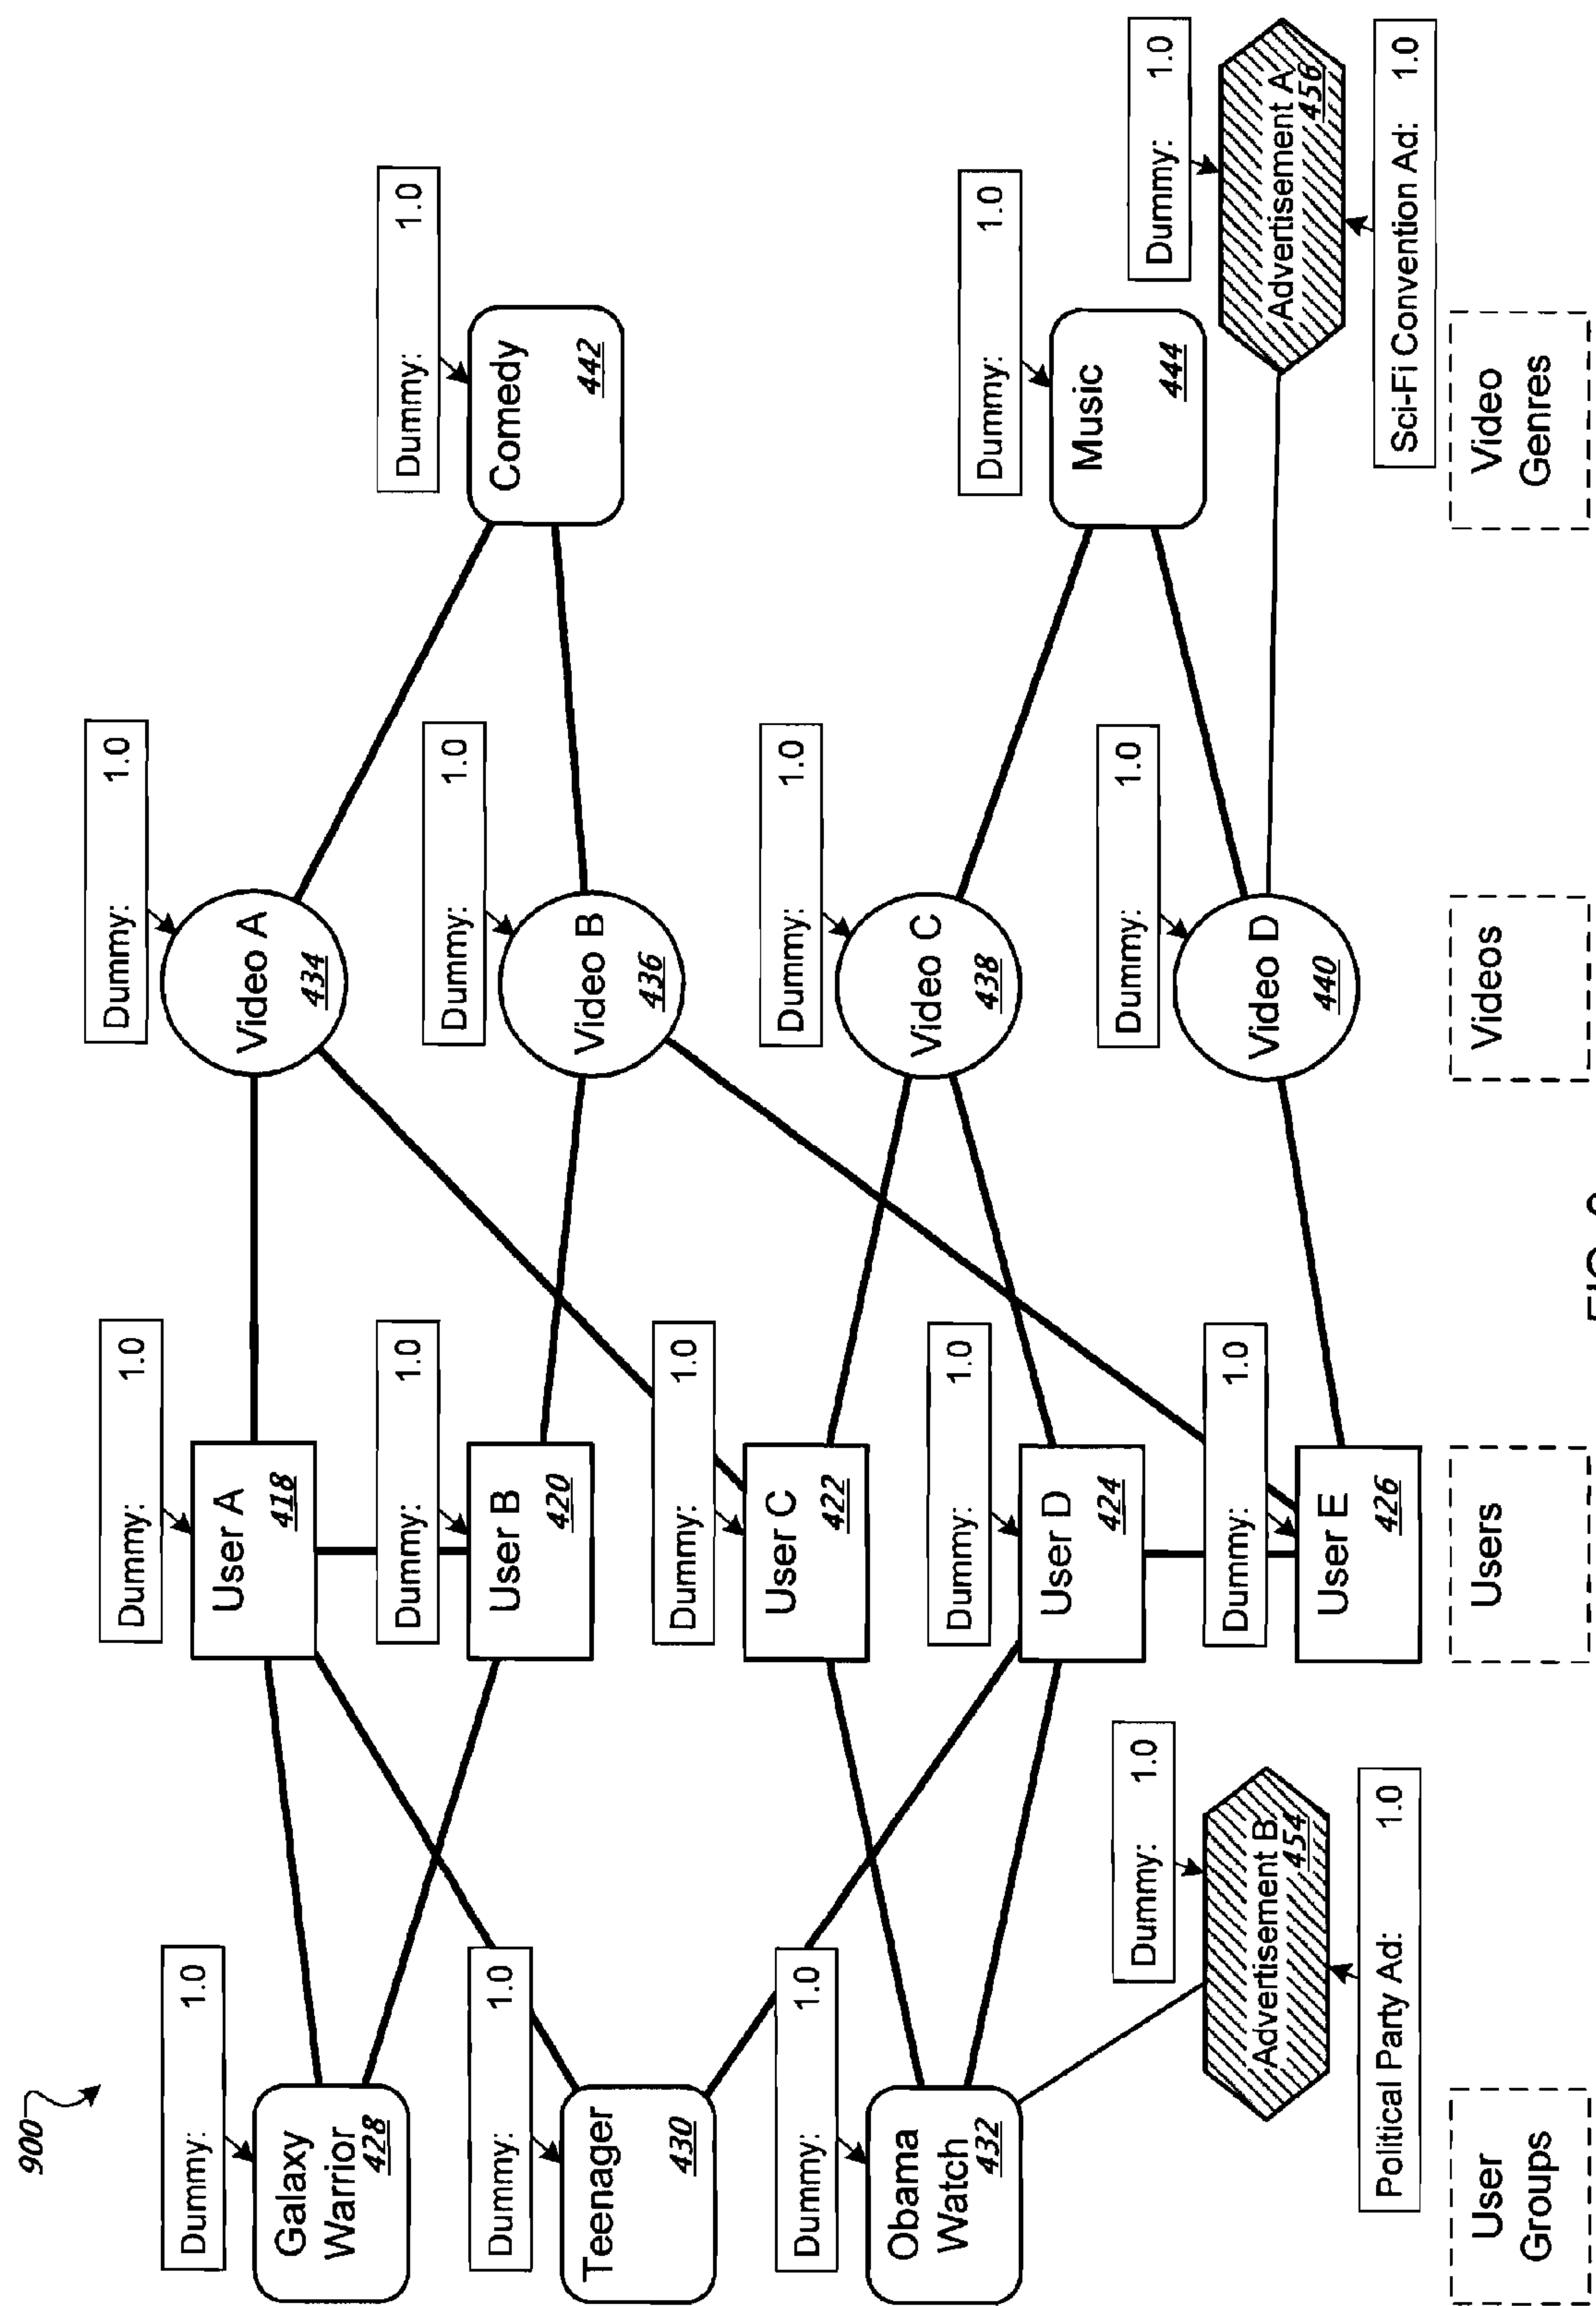 900
Dummy: 1.0
Galaxy
Warrior
428
Dummy: 1.0
Teenager
430
Dummy: 1.0
Obama
Watch
432
Dummy: 1.0
Advertisement B
454
Political Party Ad: 1.0
User
Groups
Dummy: 1.0
User A
418
Dummy: 1.0
User B
420
Dummy: 1.0
User C
422
Dummy: 1.0
User D
424
Dummy: 1.0
User E
426
Users
Dummy: 1.0
Video A
434
Dummy: 1.0
Video B
436
Dummy: 1.0
Video C
438
Dummy: 1.0
Video D
440
Videos
Dummy: 1.0
Comedy
442
Dummy: 1.0
Music
444
Dummy: 1.0
Advertisement A
456
Sci-Fi Convention Ad: 1.0
Video
Genres
FIG.